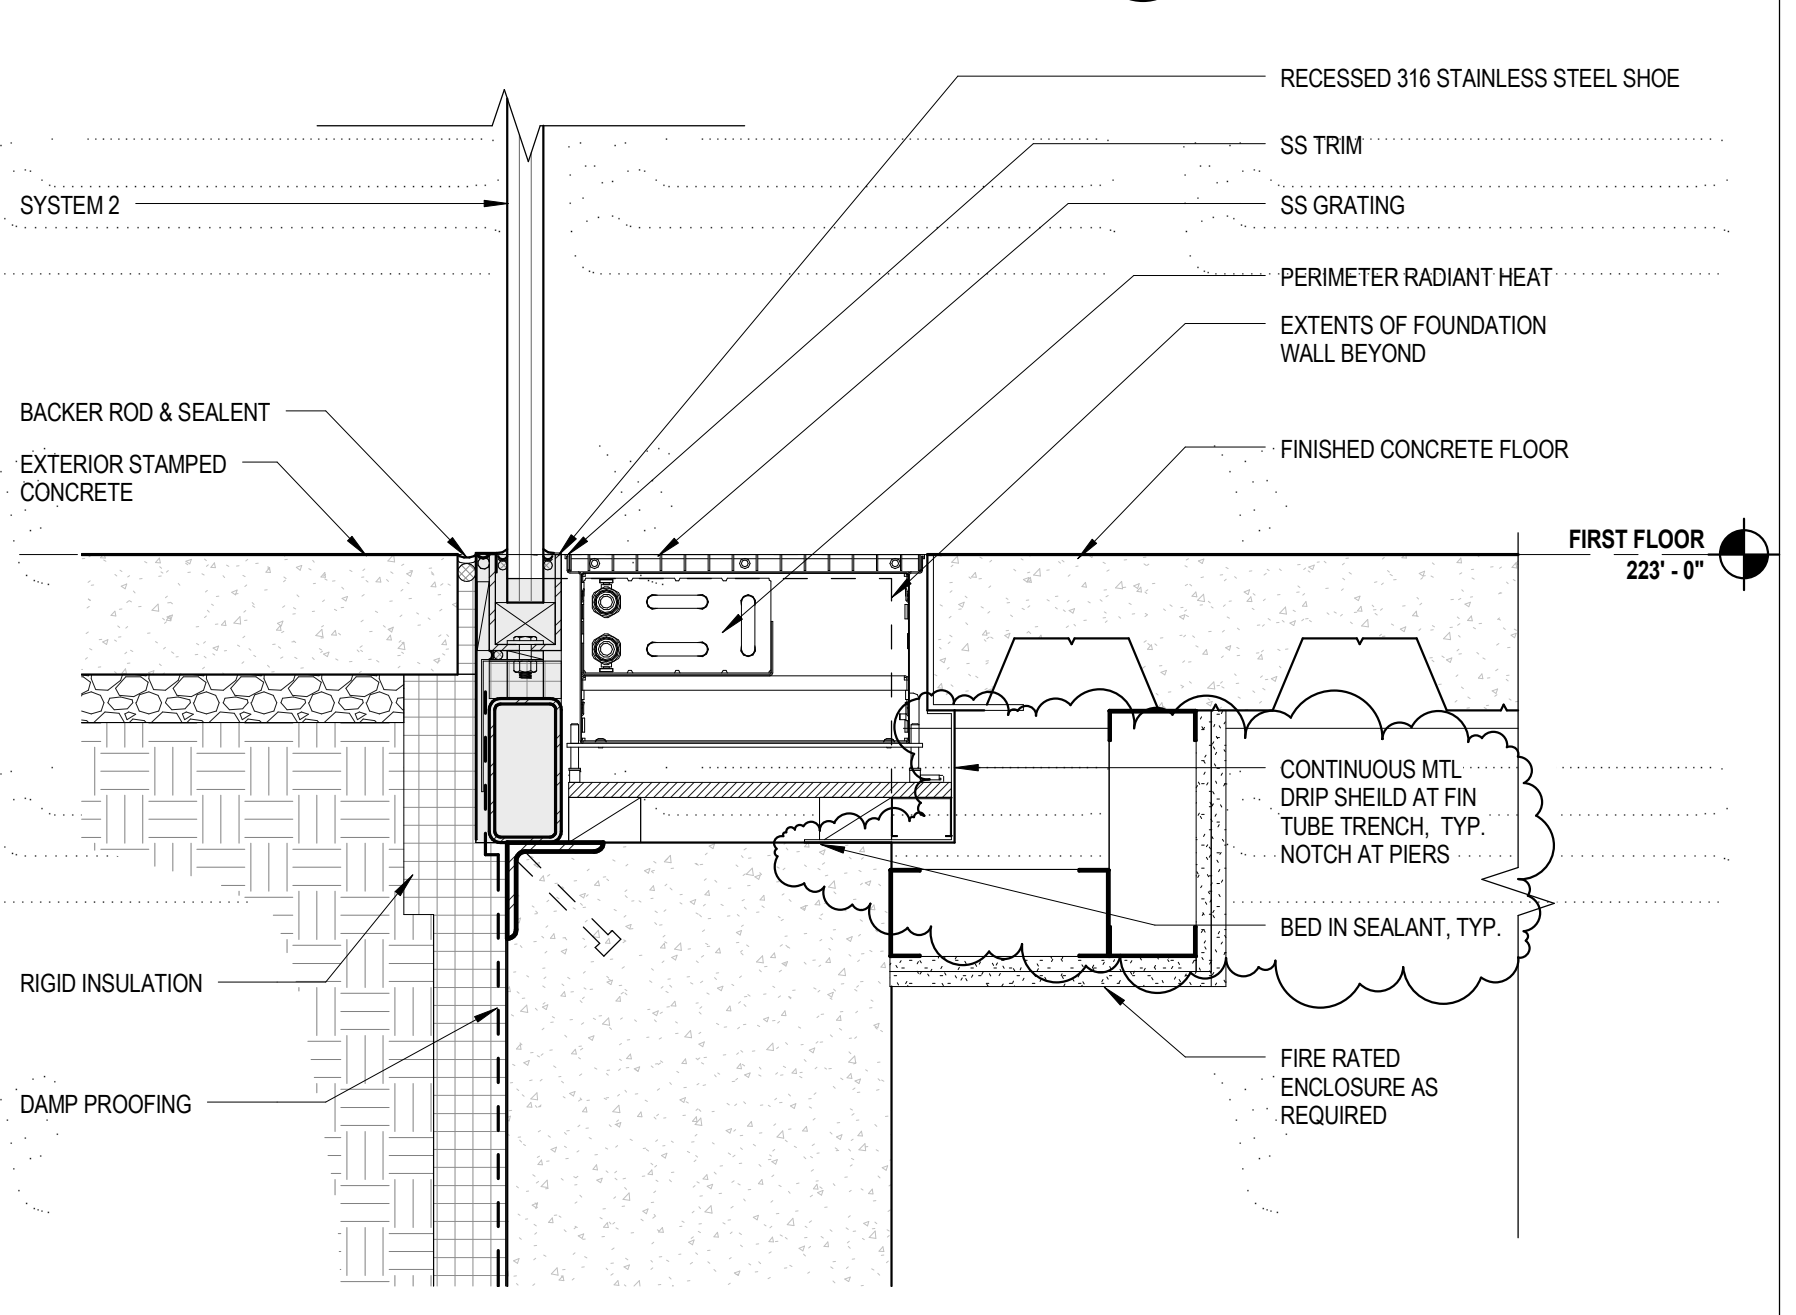 RECESSED 316 STAINLESS STEEL SHOE
SS TRIM
SYSTEM 2
SS GRATING
PERIMETER RADIANT HEAT
EXTENTS OF FOUNDATION
WALL BEYOND
BACKER ROD & SEALENT
EXTERIOR STAMPED
CONCRETE
FINISHED CONCRETE FLOOR
FIRST FLOOR
223' - 0"
CONTINUOUS MTL
DRIP SHEILD AT FIN
TUBE TRENCH, TYP.
NOTCH AT PIERS
BED IN SEALANT, TYP.
RIGID INSULATION
DAMP PROOFING
FIRE RATED
ENCLOSURE AS
REQUIRED